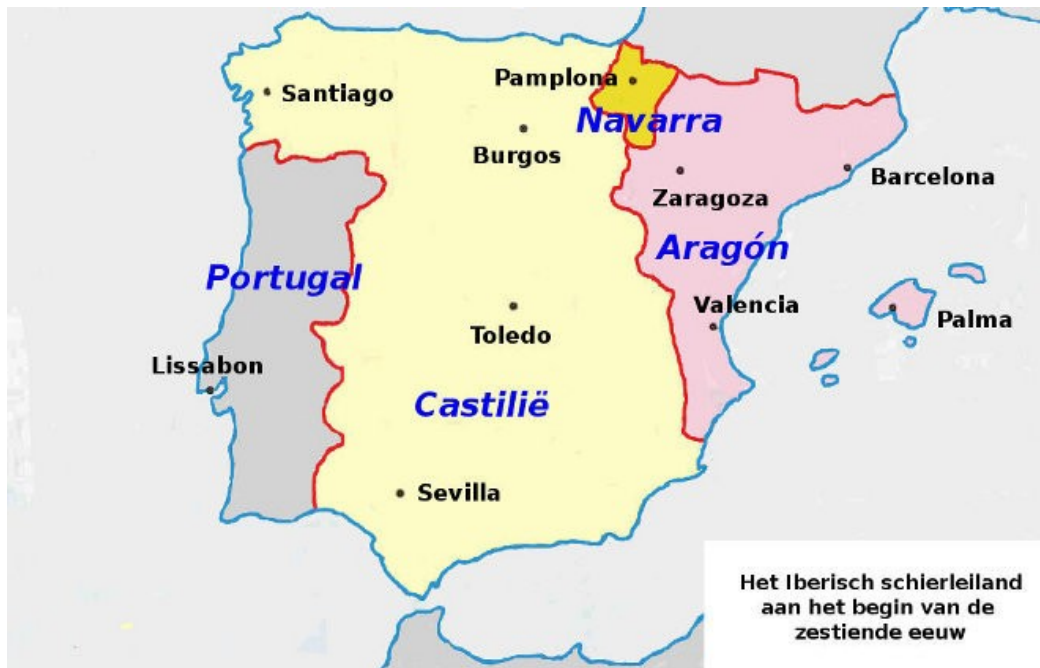 Pamplona
Santiago
Navarra
Burgos
Barcelona
Zaragoza
Aragón
Portugal
Valencia
Palma
Toledo
Lissabon
Castilië
Sevilla
Het Iberisch schierleiland
aan het begin van de
zestiende eeuw